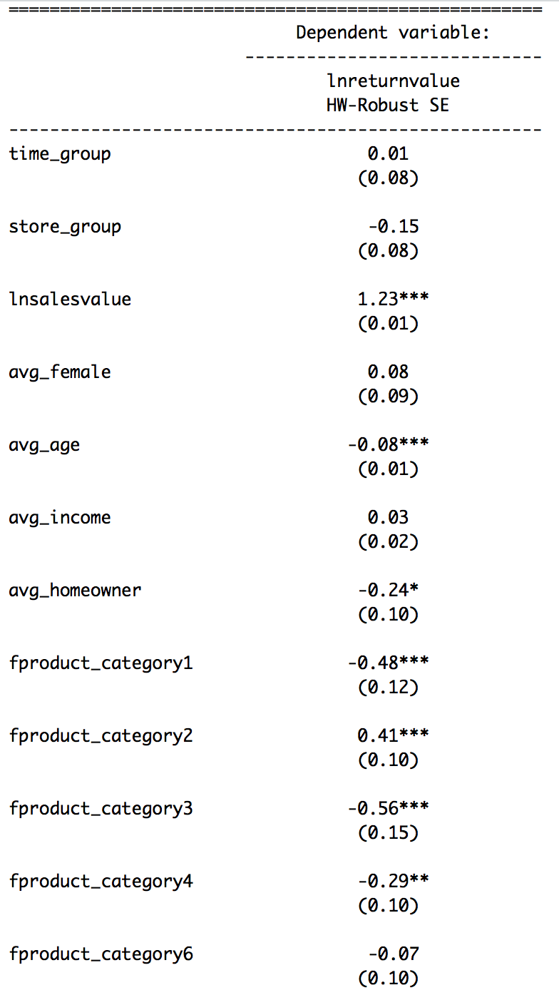 ====================================================
Dependent variable:
-----------------------------
lnreturnvalue
HW-Robust SE
----------------------------------------------------
time_group 0.01
(0.08)
store_group -0.15
(0.08)
lnsalesvalue 1.23***
(0.01)
avg_female 0.08
(0.09)
avg_age -0.08***
(0.01)
avg_income 0.03
(0.02)
avg_homeowner -0.24*
(0.10)
fproduct_category1 -0.48***
(0.12)
fproduct_category2 0.41***
(0.10)
fproduct_category3 -0.56***
(0.15)
fproduct_category4 -0.29**
(0.10)
fproduct_category6 -0.07
(0.10)